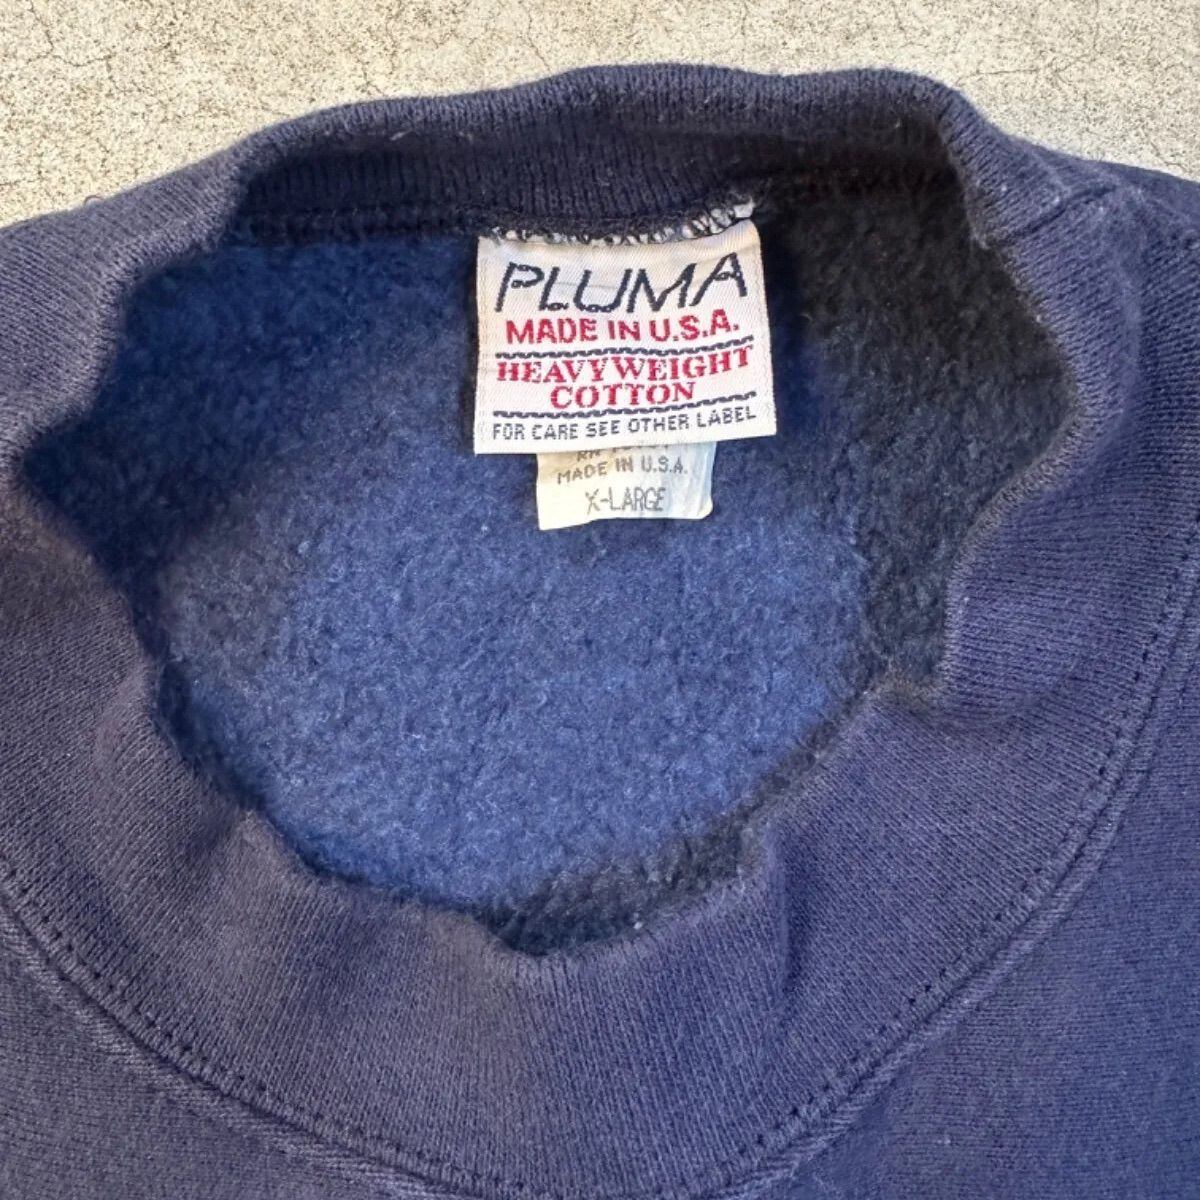 PLUMA
MADE IN U.S.A.
HEAVYWEIGHT
COTTON
FOR CARE SEE OTHER LABEL
MADE IN U.S.A.
X-LARGE